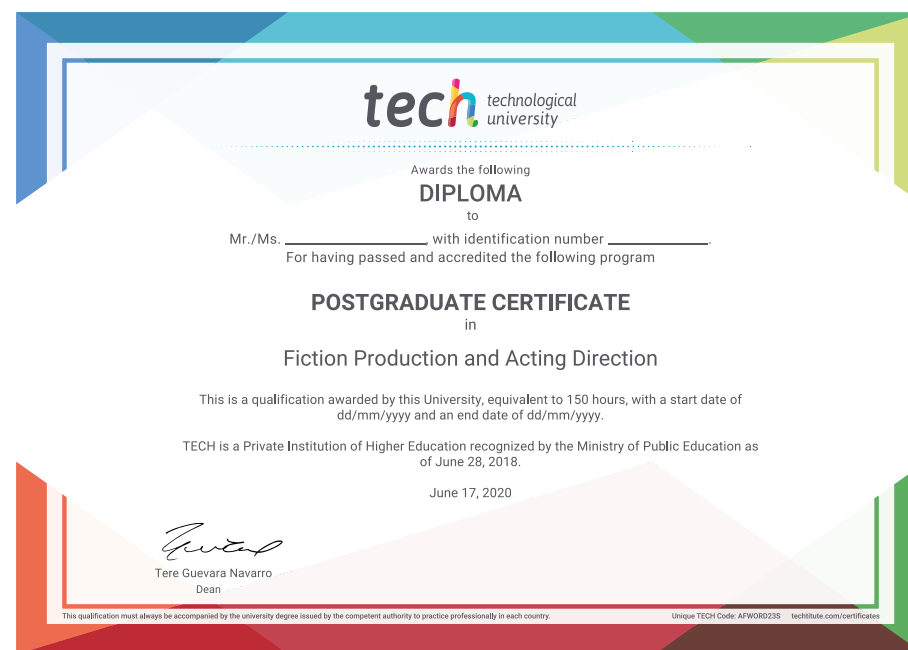 tech technological
university
Awards the following
DIPLOMA
to
Mr./Ms. ____________________, with identification number ______________.
For having passed and accredited the following program
POSTGRADUATE CERTIFICATE
in
Fiction Production and Acting Direction
This is a qualification awarded by this University, equivalent to 150 hours, with a start date of
dd/mm/yyyy and an end date of dd/mm/yyyy.
TECH is a Private Institution of Higher Education recognized by the Ministry of Public Education as
of June 28, 2018.
June 17, 2020
Tere Guevara Navarro
Dean
This qualification must always be accompanied by the university degree issued by the competent authority to practice professionally in each country.
Unique TECH Code: AFWORD23S techtitute.com/certificates